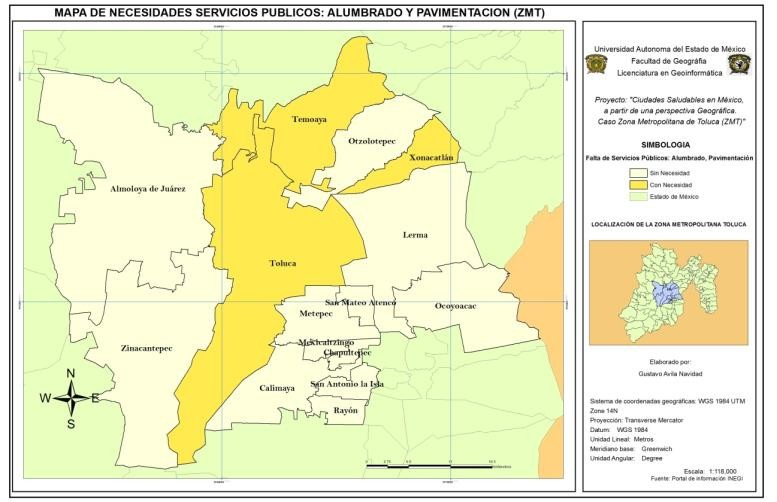 MAPA DE NECESIDADES SERVICIOS PUBLICOS: ALUMBRADO Y PAVIMENTACION (ZMT)
Temoaya
Otzolotepec
Xonacatlán
Almoloya de Juárez
Lerma
Toluca
San Mateo Atenco
Metepec
Ocoyoacac
Mexicaltzingo
Chapultepec
Zinacantepec
San Antonio la Isla
Calimaya
Rayón
N
W E
S
Universidad Autonoma del Estado de México
Facultad de Geográfia
Licenciatura en Geoinformática
Proyecto: "Ciudades Saludables en México,
a partir de una perspectiva Geográfica.
Caso Zona Metropolitana de Toluca (ZMT)"
SIMBOLOGIA
Falta de Servicios Públicos: Alumbrado, Pavimentación
Sin Necesidad
Con Necesidad
Estado de México
LOCALIZACIÓN DE LA ZONA METROPOLITANA TOLUCA
Elaborado por:
Gustavo Avila Navidad
Sistema de coordenadas geográficas: WGS 1984 UTM
Zone 14N
Proyección: Transverse Mercator
Datum: WGS 1984
Unidad Lineal: Metros
Meridiano base: Greenwich
Unidad Angular: Degree
Escala: 1:118,000
Fuente: Portal de información INEGI